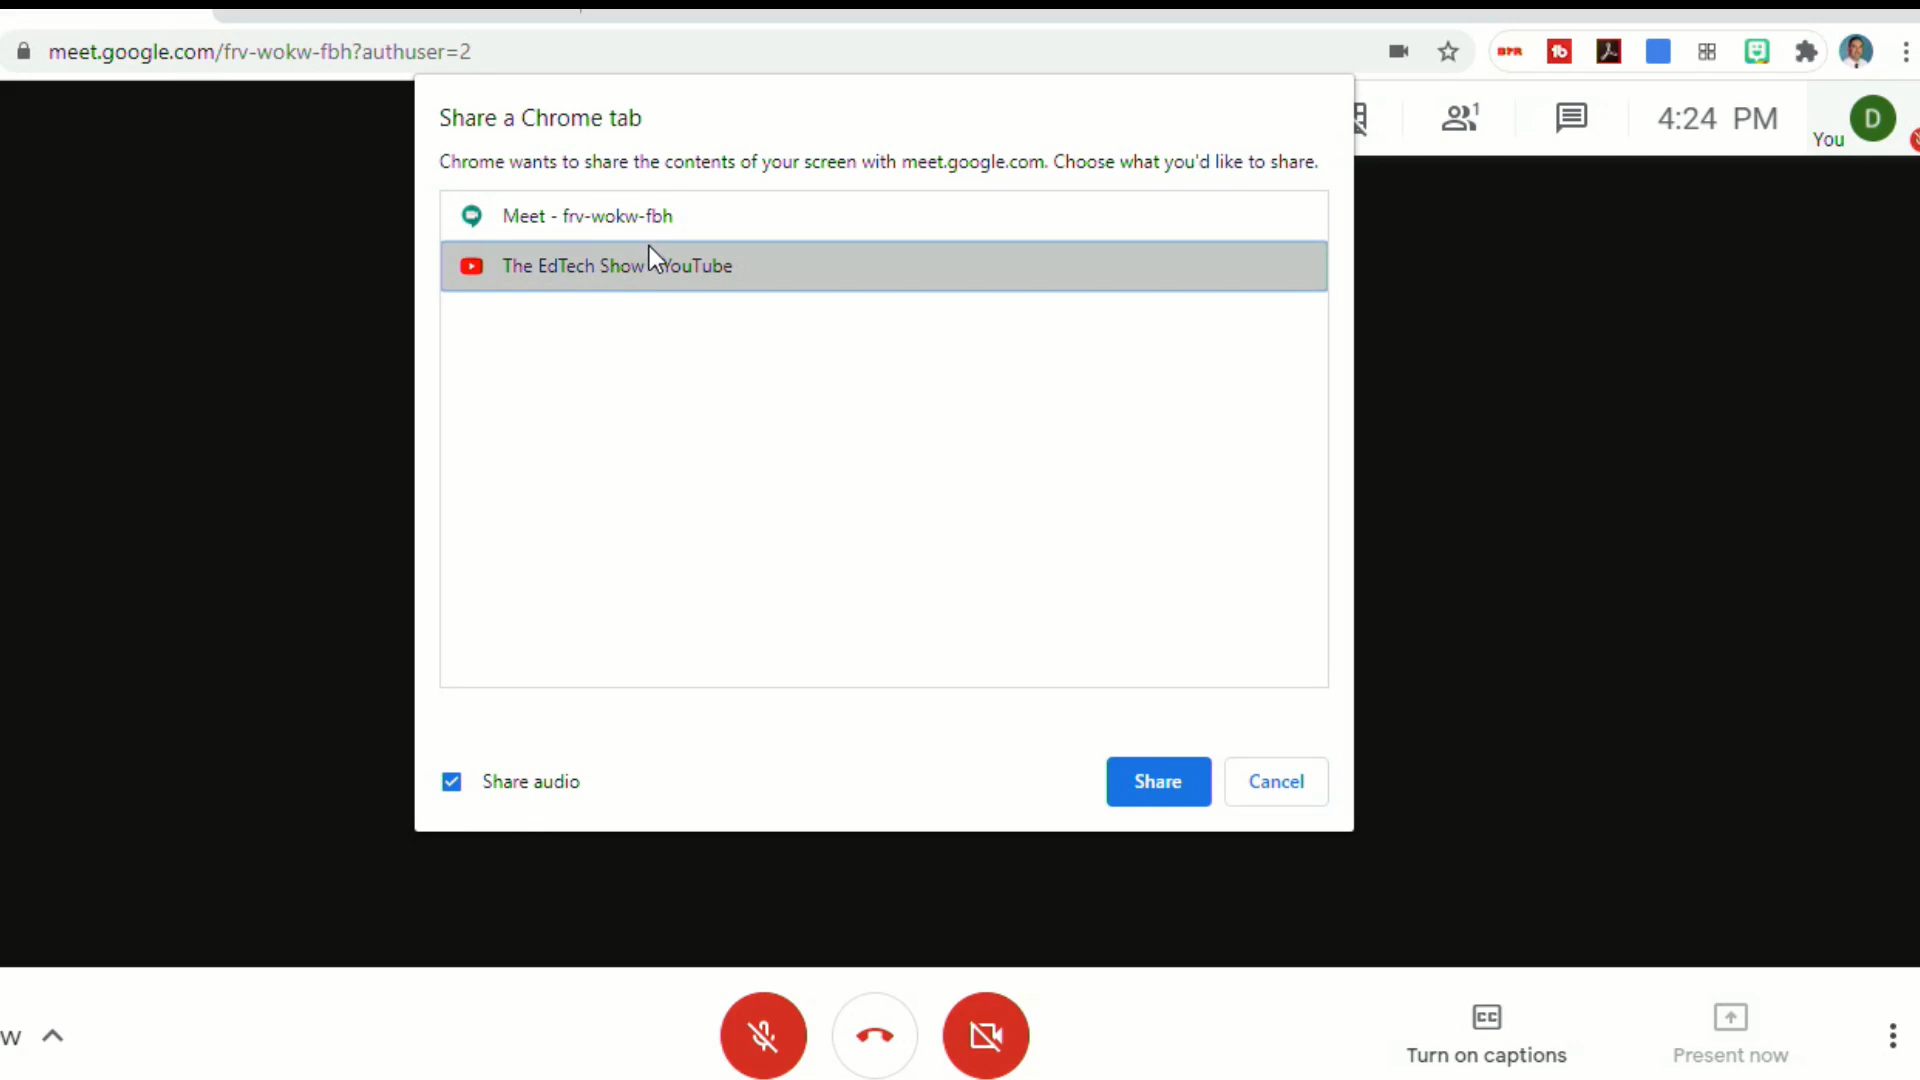 meet.google.com/frv-wokw-fbh?authuser=2
Share a Chrome tab
Chrome wants to share the contents of your screen with meet.google.com. Choose what you'd like to share.
1
4:24 PM
You
D
Meet - frv-wokw-fbh
The EdTech Show YouTube
Share audio
Share
Cancel
w
CC
Turn on captions
Present now